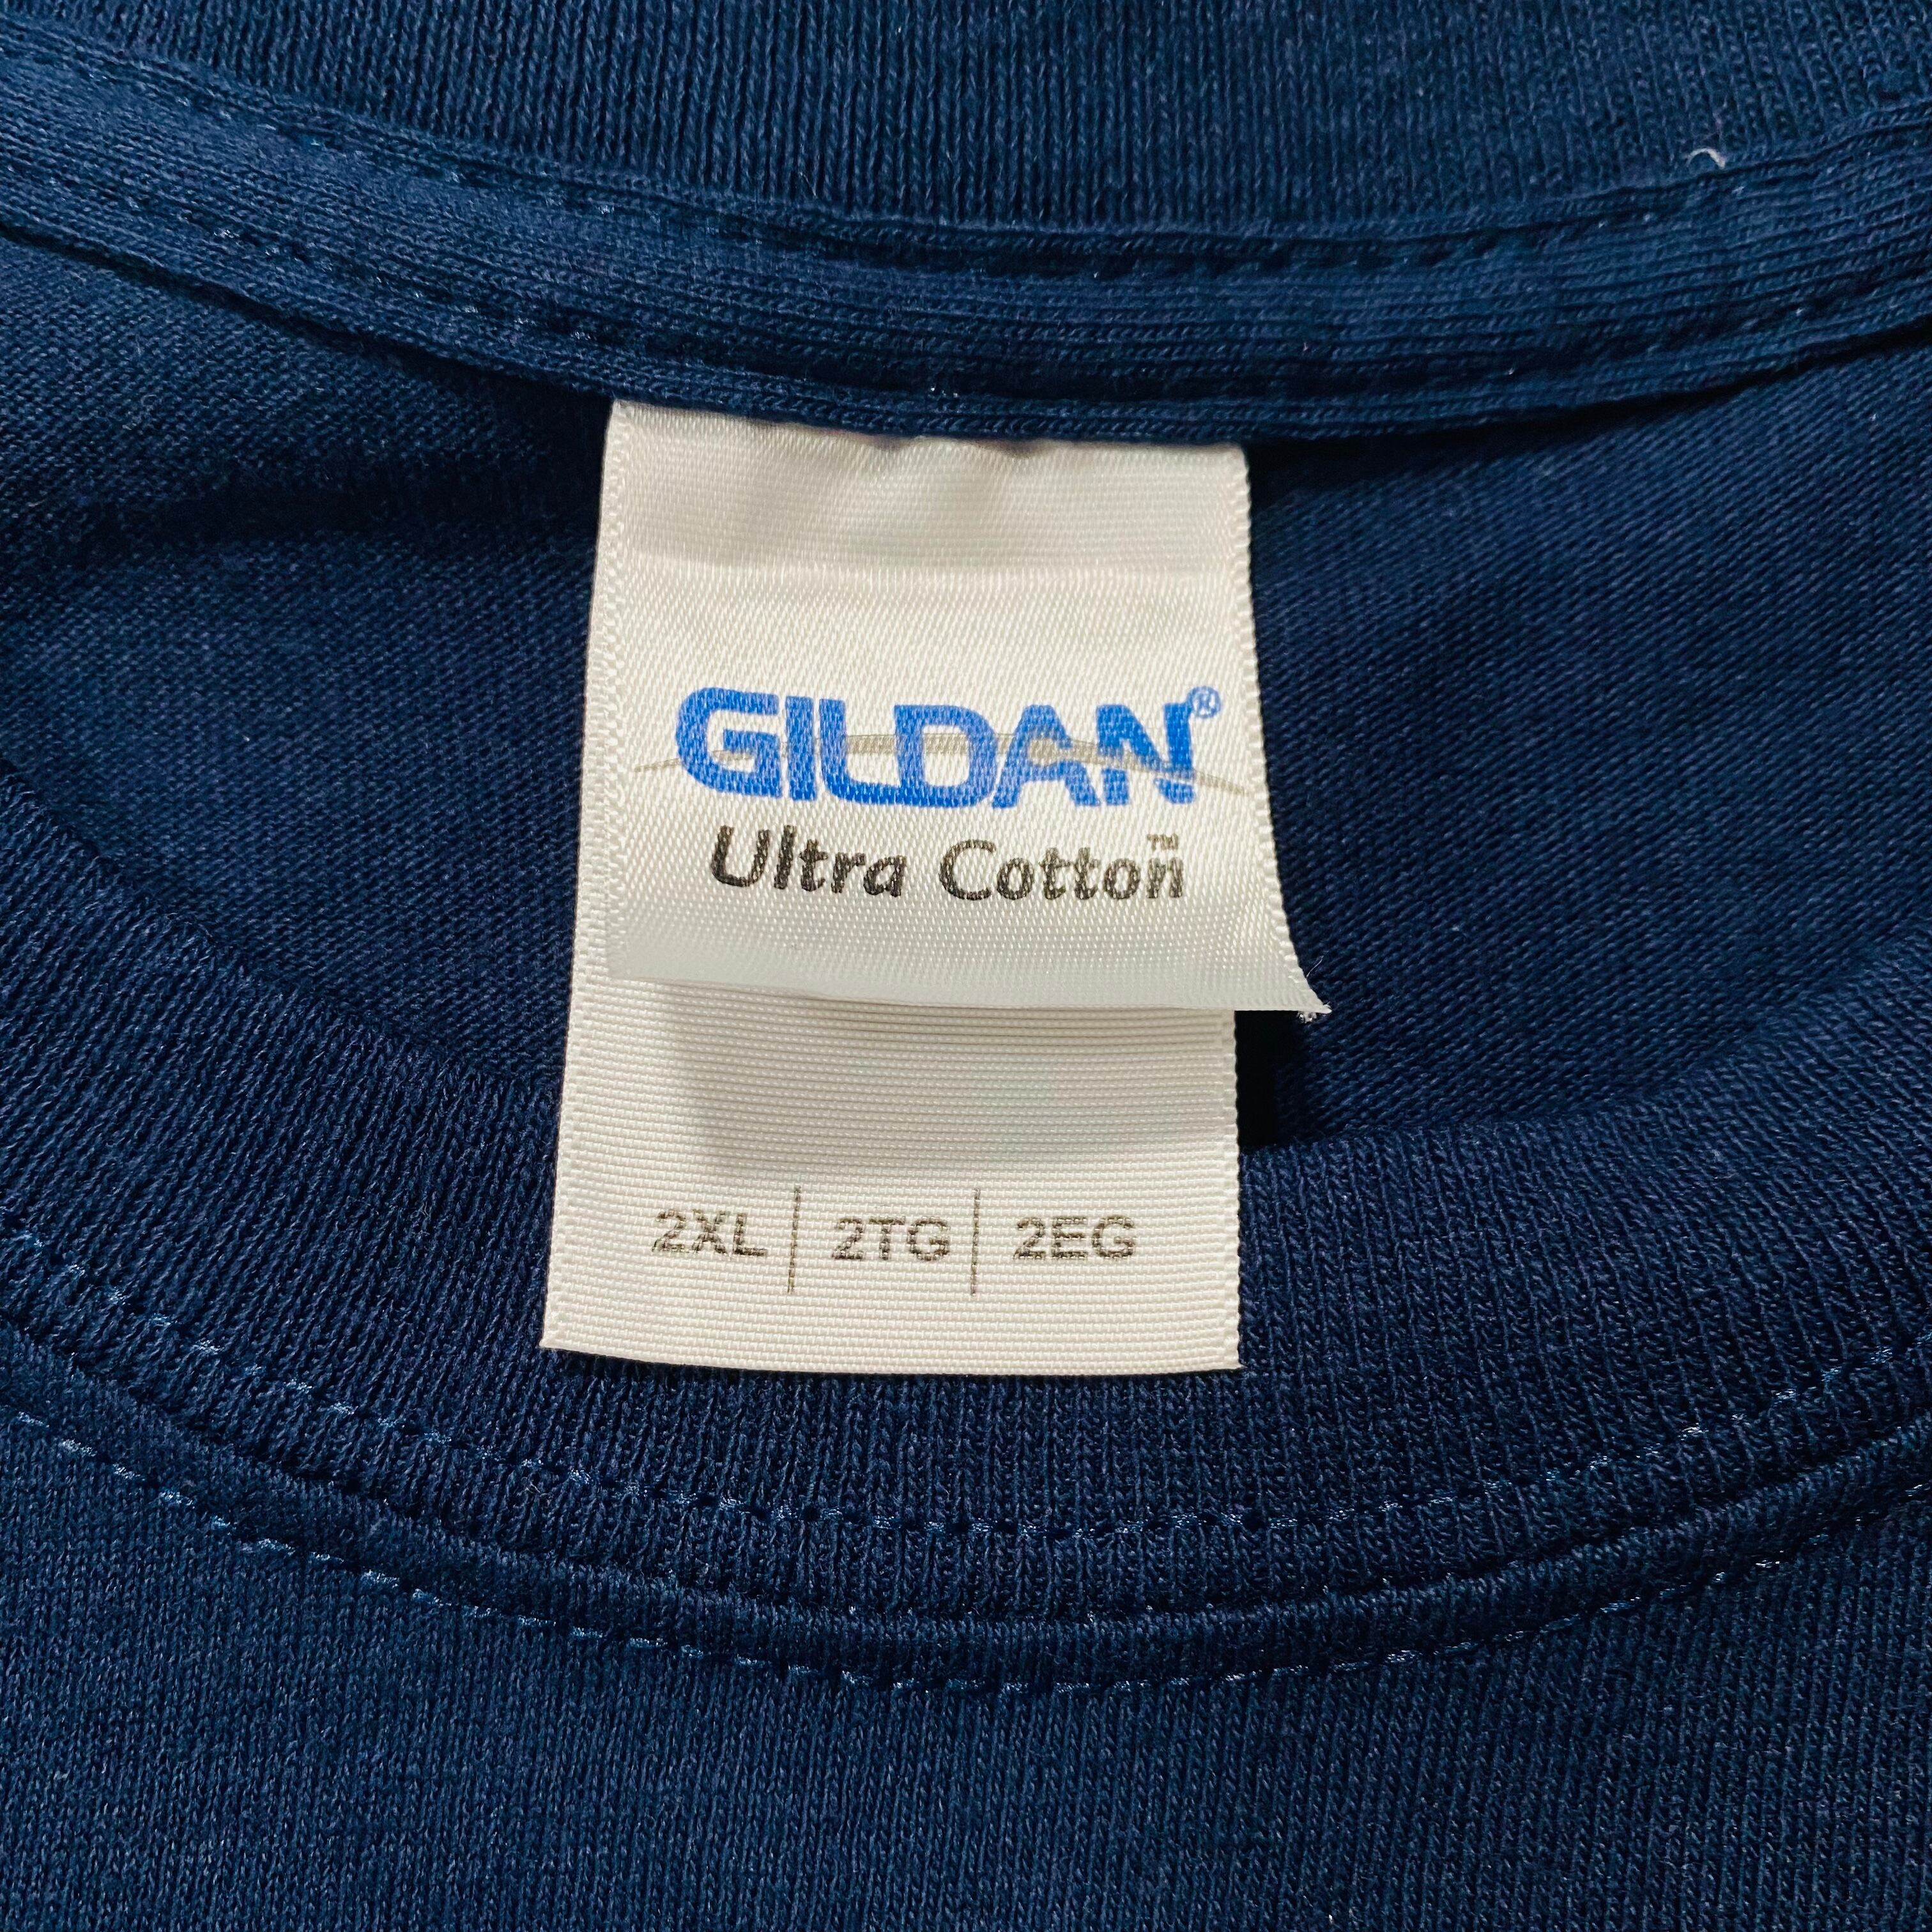 GILDAN®
Ultra Cotton™
2XL | 2TG | 2EG